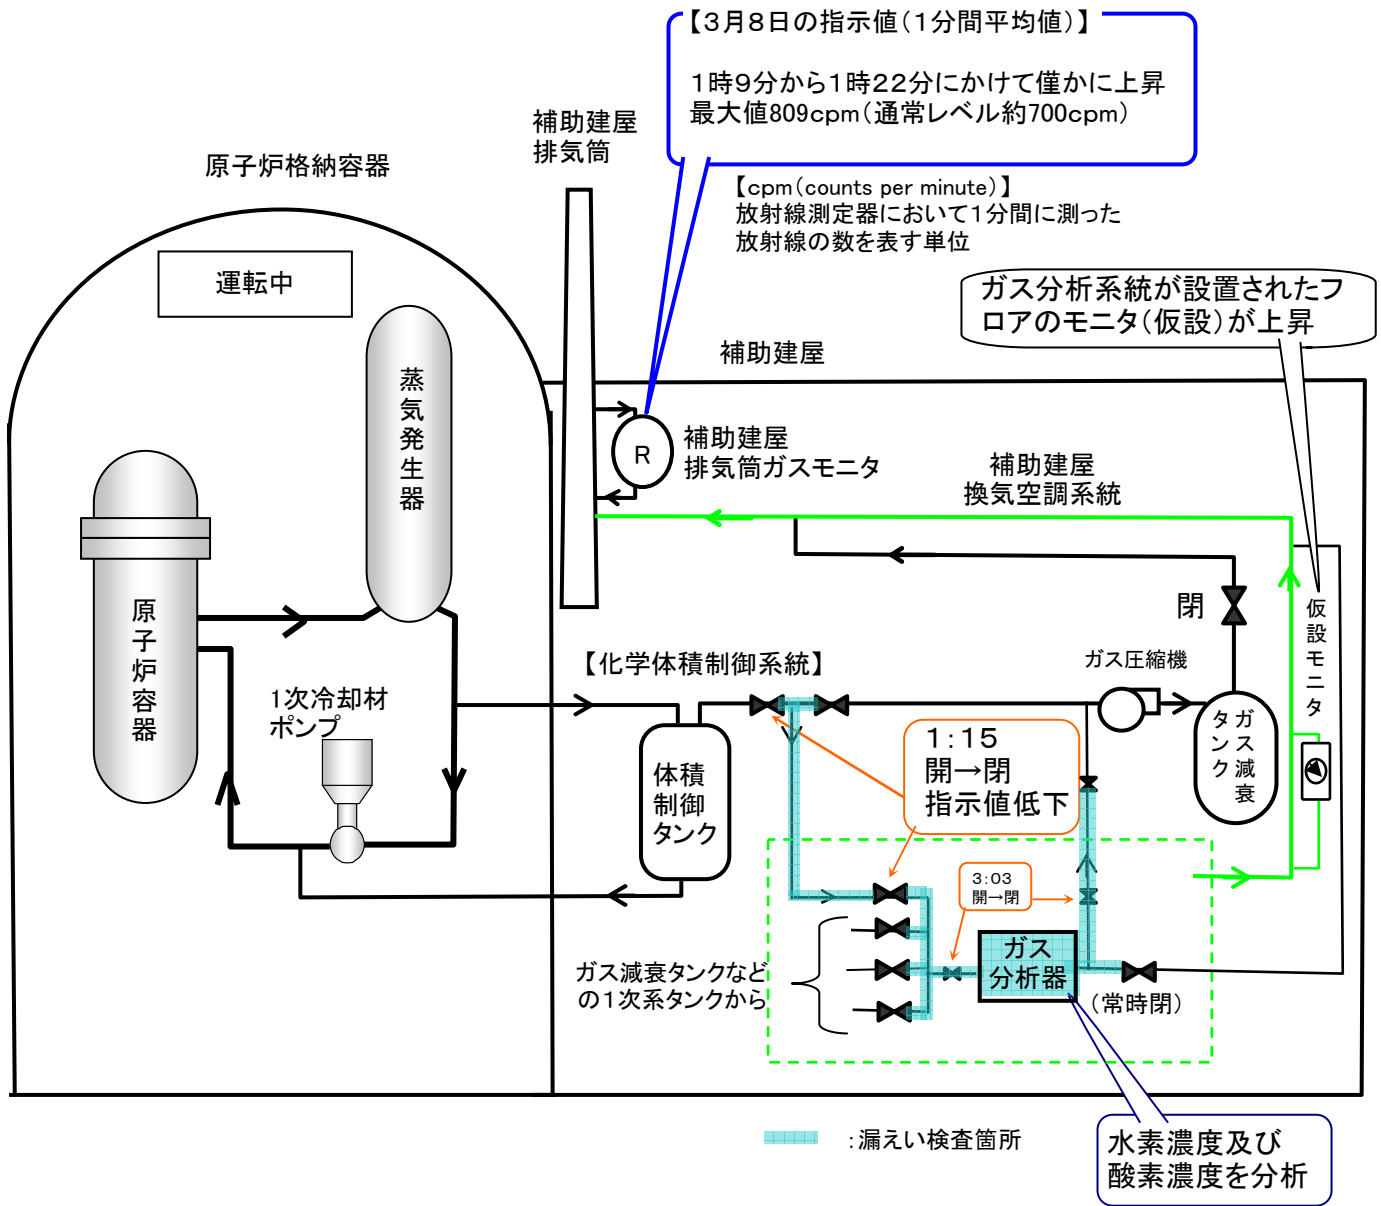 【３月８日の指示値（１分間平均値）】
１時９分から１時２２分にかけて僅かに上昇
最大値809cpm（通常レベル約700cpm）
補助建屋
排気筒
原子炉格納容器
【cpm（counts per minute）】
放射線測定器において１分間に測った
放射線の数を表す単位
運転中
ガス分析系統が設置されたフ
ロアのモニタ（仮設）が上昇
補助建屋
蒸気発生器
R
補助建屋
排気筒ガスモニタ
補助建屋
換気空調系統
原子炉容器
閉
仮設モニタ
【化学体積制御系統】
ガス圧縮機
１次冷却材
ポンプ
ガス減衰
タンク
体積
制御
タンク
１：１５
開→閉
指示値低下
３：０３
開→閉
ガス
分析器
ガス減衰タンクなど
の１次系タンクから
（常時閉）
：漏えい検査箇所
水素濃度及び
酸素濃度を分析